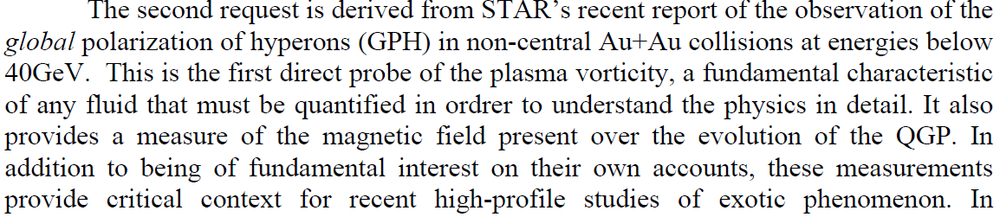 The second request is derived from STAR's recent report of the observation of the
global polarization of hyperons (GPH) in non-central Au+Au collisions at energies below
40GeV. This is the first direct probe of the plasma vorticity, a fundamental characteristic
of any fluid that must be quantified in ordrer to understand the physics in detail. It also
provides a measure of the magnetic field present over the evolution of the QGP. In
addition to being of fundamental interest on their own accounts, these measurements
provide critical context for recent high-profile studies of exotic phenomenon. In